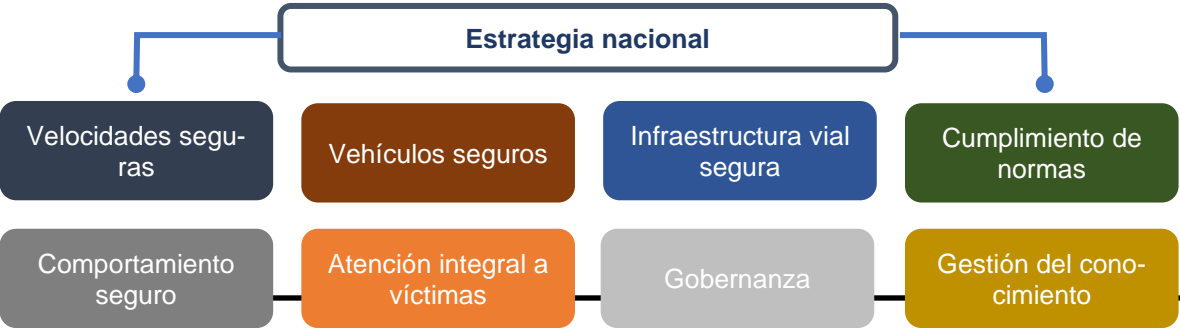 Estrategia nacional
Velocidades segu-
ras
Vehículos seguros
Infraestructura vial
segura
Cumplimiento de
normas
Comportamiento
seguro
Atención integral a
víctimas
Gobernanza
Gestión del cono-
cimiento